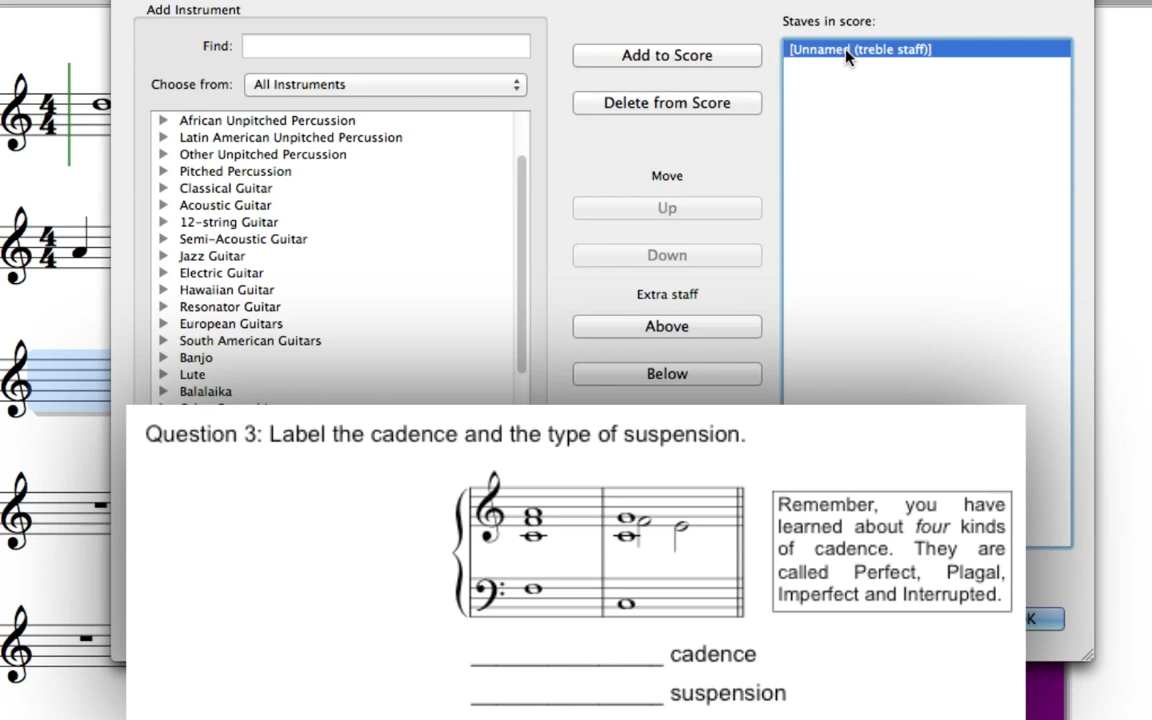 Add Instrument
Staves in score:
Find:
Add to Score
[Unnamed (treble staff)]
Choose from: All Instruments
Delete from Score
African Unpitched Percussion
Latin American Unpitched Percussion
Other Unpitched Percussion
Pitched Percussion
Classical Guitar
Acoustic Guitar
12-string Guitar
Semi-Acoustic Guitar
Jazz Guitar
Electric Guitar
Hawaiian Guitar
Resonator Guitar
European Guitars
South American Guitars
Banjo
Lute
Balalaika
Move
Up
Down
Extra staff
Above
Below
Question 3: Label the cadence and the type of suspension.
Remember, you have
learned about four kinds
of cadence. They are
called Perfect, Plagal,
Imperfect and Interrupted.
cadence
suspension